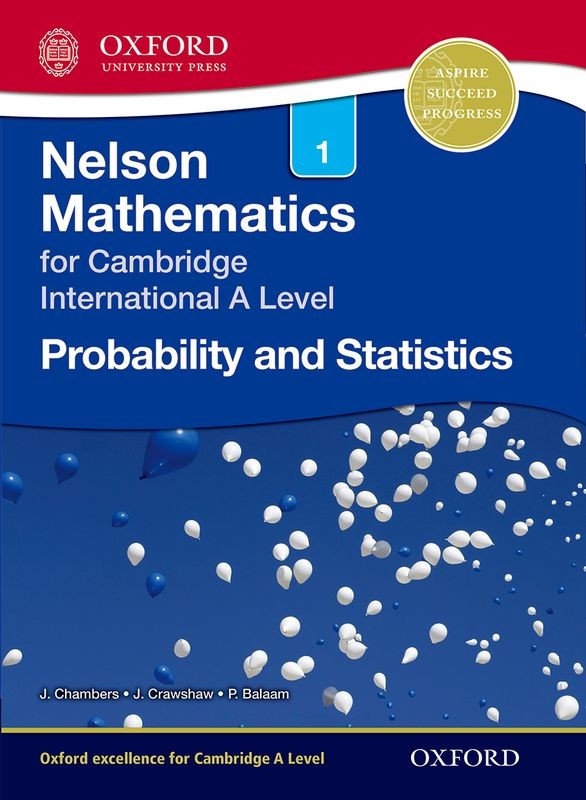 OXFORD
UNIVERSITY PRESS
ASPIRE
SUCCEED
PROGRESS
1
Nelson
Mathematics
for Cambridge
International A Level
Probability and Statistics
J. Chambers • J. Crawshaw • P. Balaam
Oxford excellence for Cambridge A Level
OXFORD